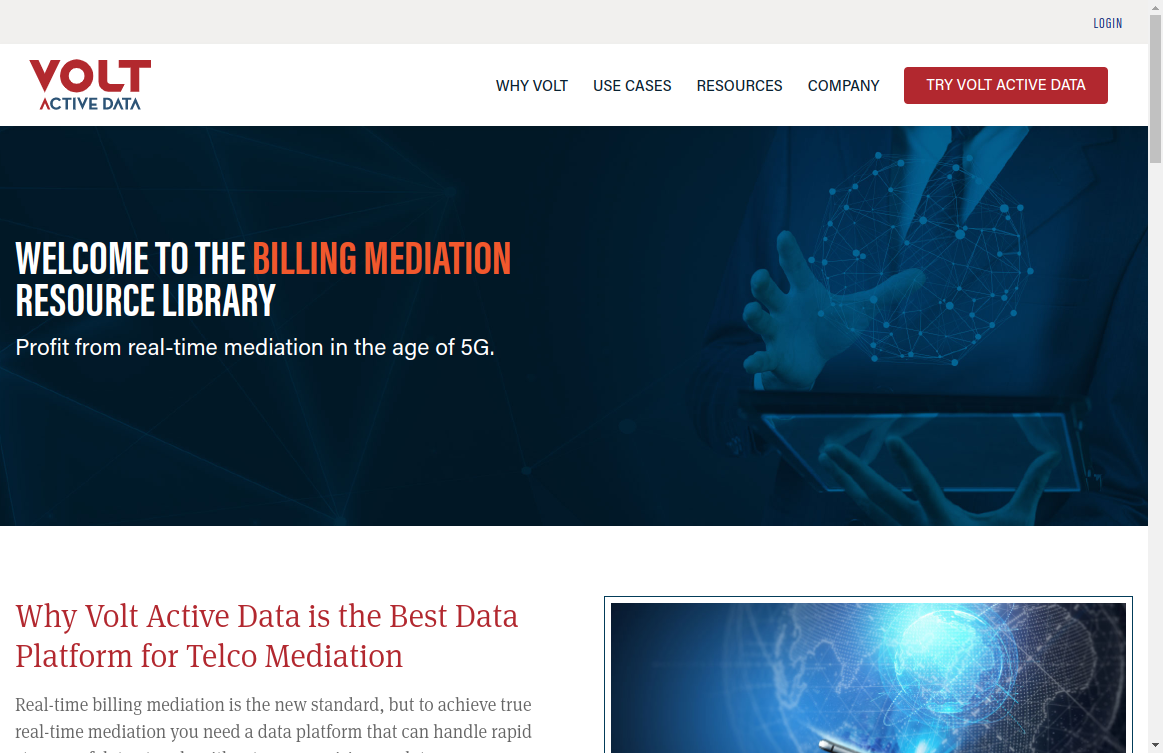 LOGIN
VOLT
ACTIVE DATA
WHY VOLT USE CASES RESOURCES COMPANY TRY VOLT ACTIVE DATA
WELCOME TO THE BILLING MEDIATION
RESOURCE LIBRARY
Profit from real-time mediation in the age of 5G.
Why Volt Active Data is the Best Data
Platform for Telco Mediation
Real-time billing mediation is the new standard, but to achieve true
real-time mediation you need a data platform that can handle rapid